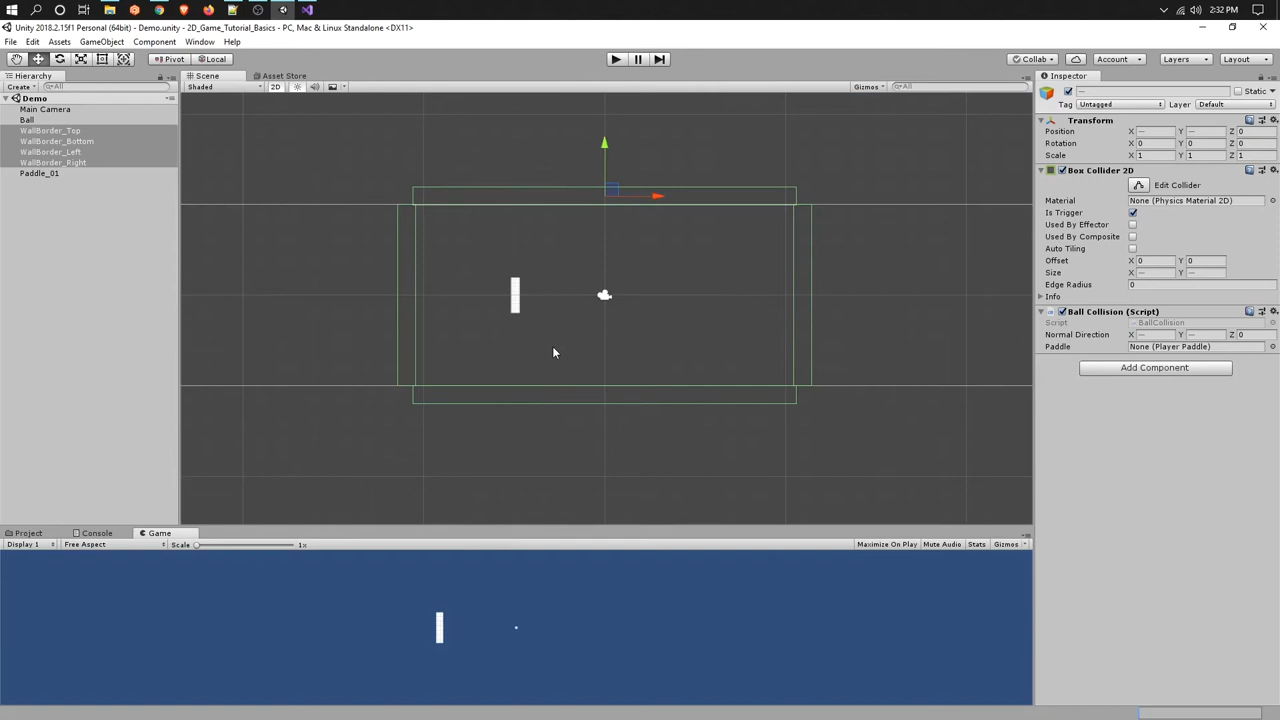 2:32 PM
Unity 2018.2.15f1 Personal (64bit) - Demo.unity - 2D_Game_Tutorial_Basics - PC, Mac & Linux Standalone <DX11>
File Edit Assets GameObject Component Window Help
Pivot Local Collab Account Layers Layout
Hierarchy Scene Asset Store Inspector
Create All Shaded 2D Gizmos All Static
Demo
Tag Untagged Layer Default
Main Camera
Ball
WallBorder_Top
WallBorder_Bottom
WallBorder_Left
WallBorder_Right
Paddle_01
Transform
Position X — Y — Z 0
Rotation X 0 Y 0 Z 0
Scale X 1 Y 1 Z 1
Box Collider 2D
Edit Collider
Material None (Physics Material 2D)
Is Trigger
Used By Effector
Used By Composite
Auto Tiling
Offset X 0 Y 0
Size X — Y —
Edge Radius 0
Info
Ball Collision (Script)
Script BallCollision
Normal Direction X — Y — Z 0
Paddle None (Player Paddle)
Add Component
Project Console Game
Display 1 Free Aspect Scale 1x Maximize On Play Mute Audio Stats Gizmos